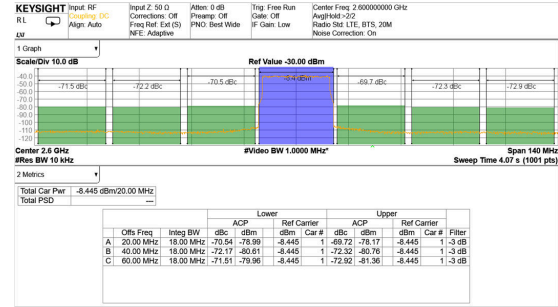 KEYSIGHT Input: RF Input Z: 50 Ω Atten: 0 dB Trig: Free Run Center Freq: 2.600000000 GHz
RL Coupling: DC Corrections: Off Preamp: Off Gate: Off Avg|Hold:>2/2
Align: Auto Freq Ref: Ext (S) PNO: Best Wide IF Gain: Low Radio Std: LTE, BTS, 20M
NFE: Adaptive Noise Correction: On
1 Graph
Scale/Div 10.0 dB Ref Value -30.00 dBm
-40.0
-50.0
-60.0
-70.0
-80.0
-90.0
-100
-110
-120
-71.5 dBc -72.2 dBc -70.5 dBc -8.4 dBm -69.7 dBc -72.3 dBc -72.9 dBc
Center 2.6 GHz #Video BW 1.0000 MHz* Span 140 MHz
#Res BW 10 kHz Sweep Time 4.07 s (1001 pts)
2 Metrics
Total Car Pwr -8.445 dBm/20.00 MHz
Total PSD ---
Lower Upper
ACP Ref Carrier ACP Ref Carrier
Offs Freq Integ BW dBc dBm dBm Car # dBc dBm dBm Car # Filter
A 20.00 MHz 18.00 MHz -70.54 -78.99 -8.445 1 -69.72 -78.17 -8.445 1 -3 dB
B 40.00 MHz 18.00 MHz -72.17 -80.61 -8.445 1 -72.32 -80.76 -8.445 1 -3 dB
C 60.00 MHz 18.00 MHz -71.51 -79.96 -8.445 1 -72.92 -81.36 -8.445 1 -3 dB